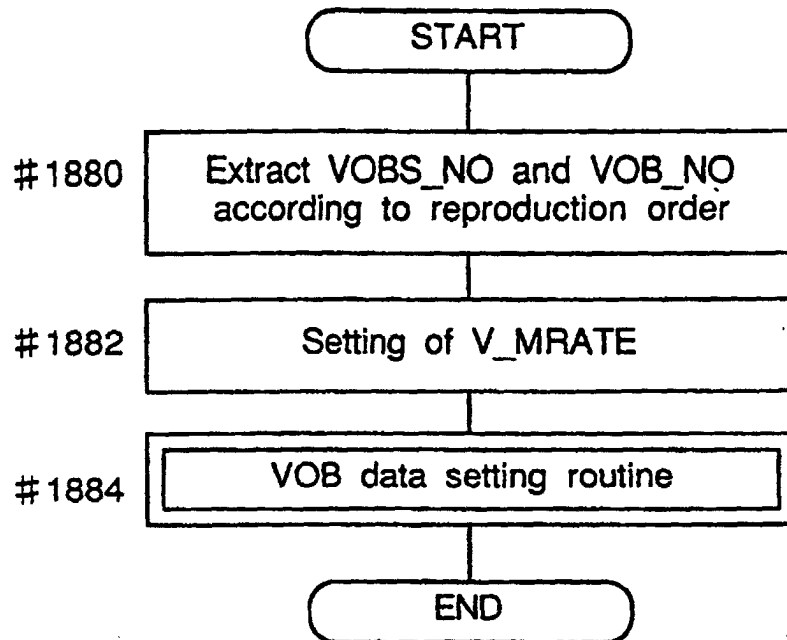 START
#1880
Extract VOBS_NO and VOB_NO
according to reproduction order
#1882
Setting of V_MRATE
#1884
VOB data setting routine
END